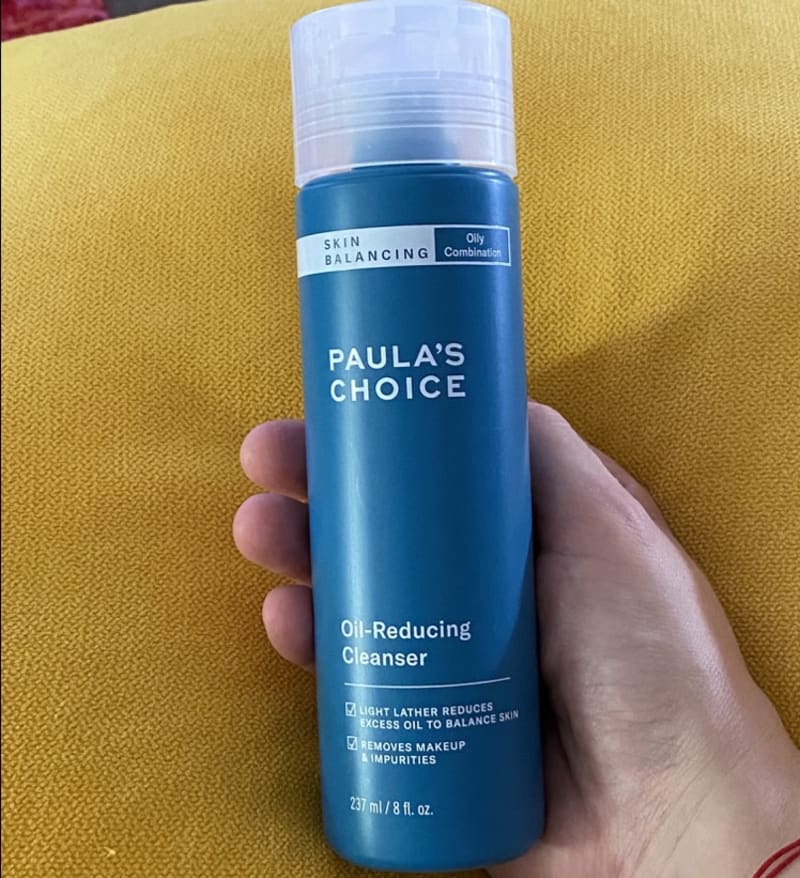 SKIN
BALANCING
Oily
Combination
PAULA'S
CHOICE
Oil-Reducing
Cleanser
☑ LIGHT LATHER REDUCES
EXCESS OIL TO BALANCE SKIN
☑ REMOVES MAKEUP
& IMPURITIES
237 ml / 8 fl. oz.